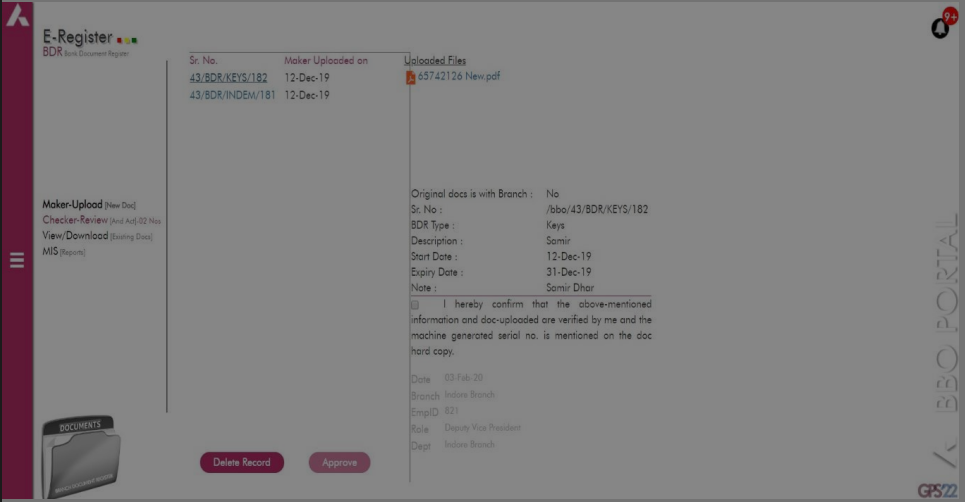 9+
E-Register
BDR Bank Document Register
Sr. No. Maker Uploaded on
43/BDR/KEYS/182 12-Dec-19
43/BDR/INDEM/181 12-Dec-19
Uploaded Files
65742126 New.pdf
Maker-Upload [New Doc]
Checker-Review [And Act]-02 Nos
View/Download [Existing Docs]
MIS [Reports]
Original docs is with Branch : No
Sr. No : /bbo/43/BDR/KEYS/182
BDR Type : Keys
Description : Samir
Start Date : 12-Dec-19
Expiry Date : 31-Dec-19
Note : Samir Dhar
I hereby confirm that the above-mentioned
information and doc-uploaded are verified by me and the
machine generated serial no. is mentioned on the doc
hard copy.
Date 03-Feb-20
Branch Indore Branch
EmpID 821
Role Deputy Vice President
Dept Indore Branch
DOCUMENTS
Delete Record Approve
BBO PORTAL
GPS'22